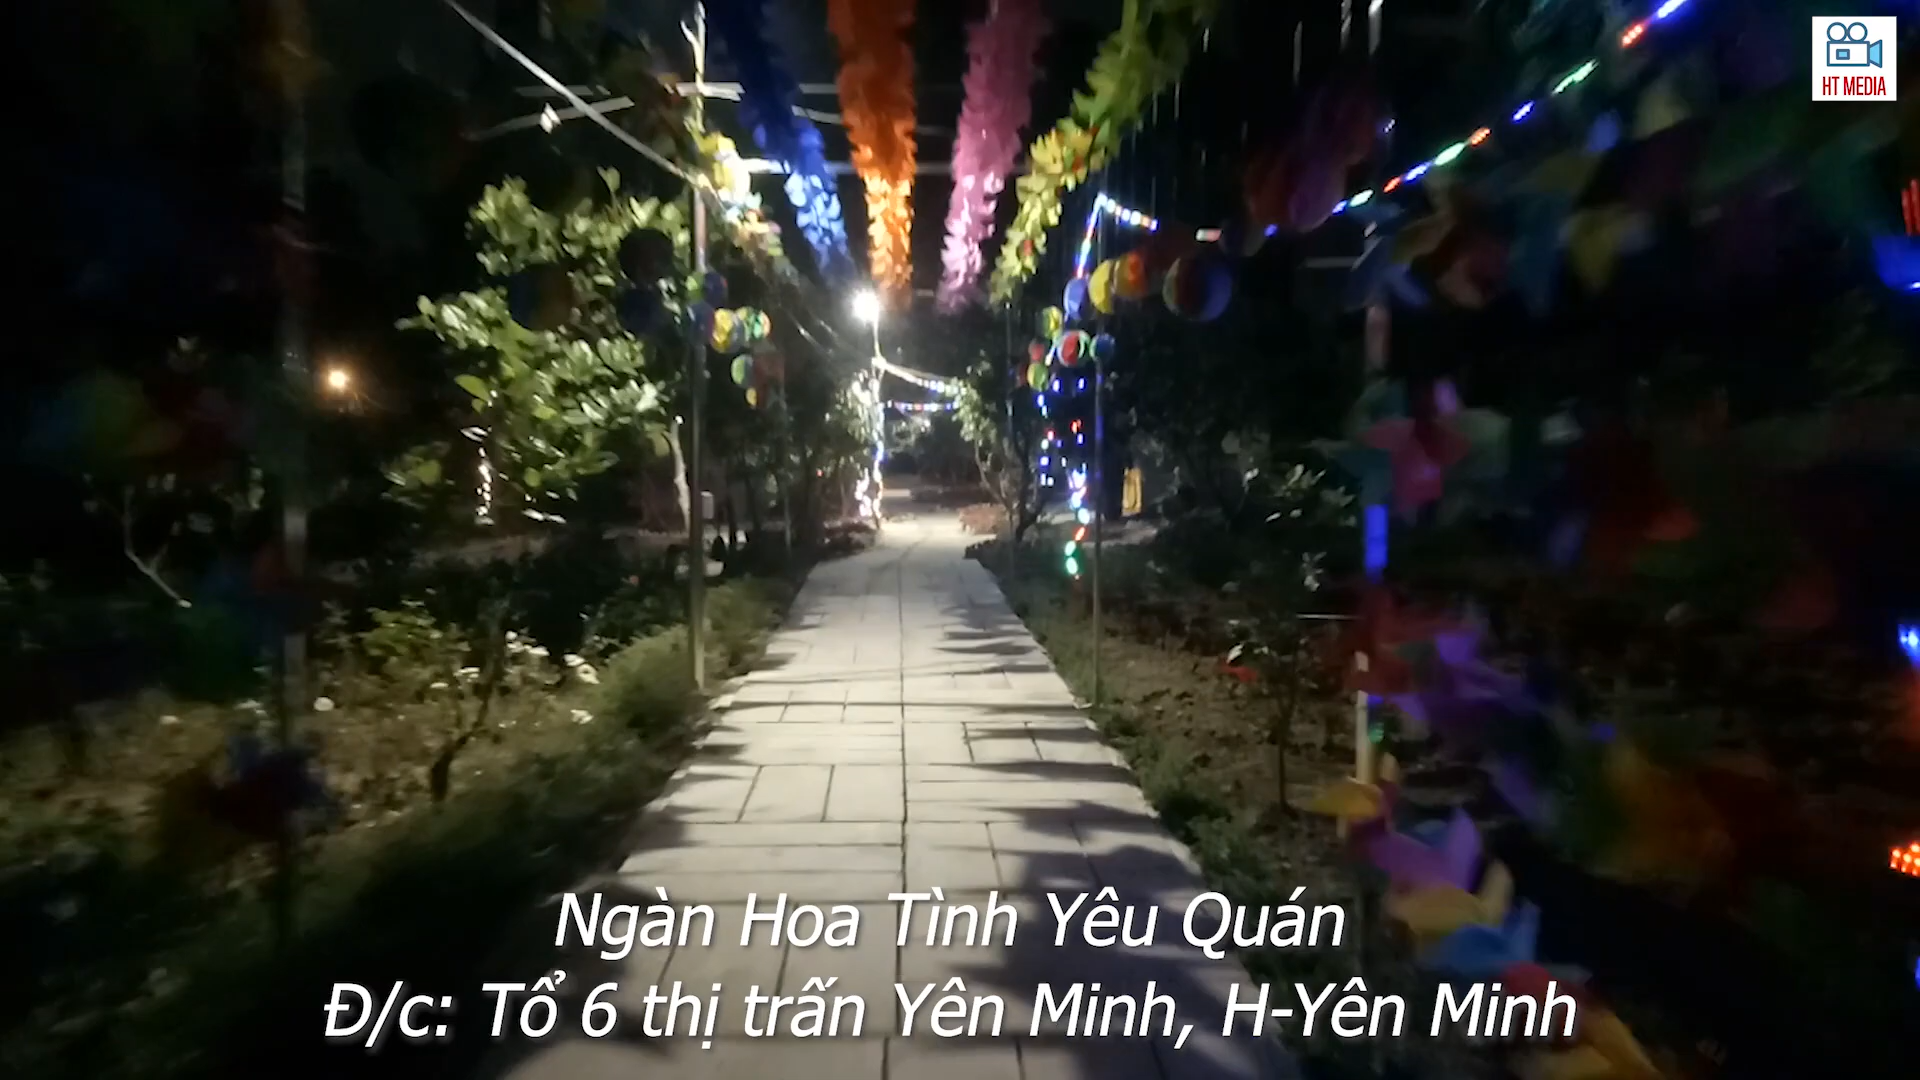 HT MEDIA
Ngàn Hoa Tình Yêu Quán
Đ/c: Tổ 6 thị trấn Yên Minh, H-Yên Minh